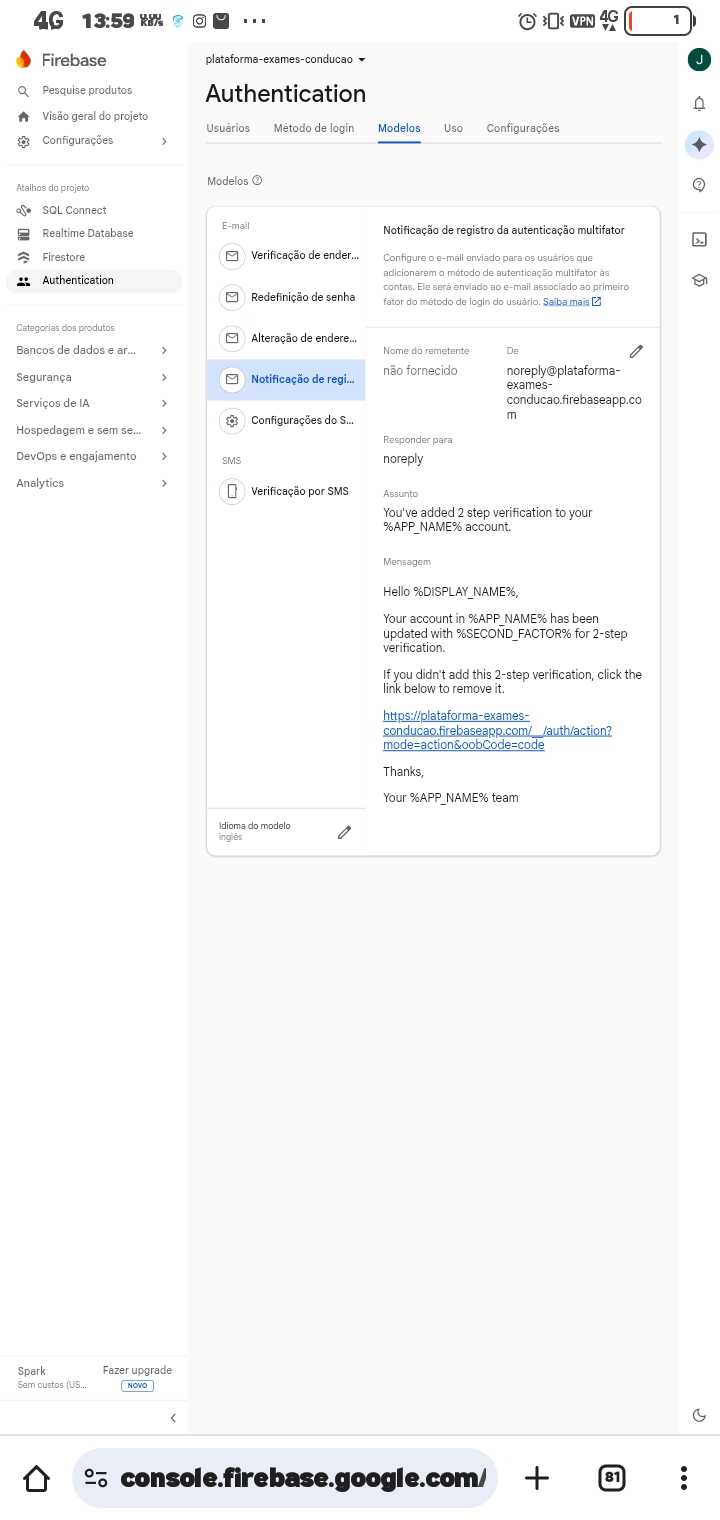 4G 13:59 KB/s
VPN 4G 1
Firebase
Pesquise produtos
Visão geral do projeto
Configurações
Atalhos do projeto
SQL Connect
Realtime Database
Firestore
Authentication
Categorias dos produtos
Bancos de dados e ar...
Segurança
Serviços de IA
Hospedagem e sem se...
DevOps e engajamento
Analytics
Spark
Sem custos (US...
Fazer upgrade
NOVO
plataforma-exames-conducao
J
Authentication
Usuários Método de login Modelos Uso Configurações
Modelos
E-mail
Verificação de ender...
Redefinição de senha
Alteração de endere...
Notificação de regi...
Configurações do S...
SMS
Verificação por SMS
Idioma do modelo
inglês
Notificação de registro da autenticação multifator
Configure o e-mail enviado para os usuários que
adicionarem o método de autenticação multifator às
contas. Ele será enviado ao e-mail associado ao primeiro
fator do método de login do usuário. Saiba mais
Nome do remetente
não fornecido
De
noreply@plataforma-
exames-
conducao.firebaseapp.co
m
Responder para
noreply
Assunto
You've added 2 step verification to your
%APP_NAME% account.
Mensagem
Hello %DISPLAY_NAME%,
Your account in %APP_NAME% has been
updated with %SECOND_FACTOR% for 2-step
verification.
If you didn't add this 2-step verification, click the
link below to remove it.
https://plataforma-exames-
conducao.firebaseapp.com/__/auth/action?
mode=action&oobCode=code
Thanks,
Your %APP_NAME% team
console.firebase.google.com/
81